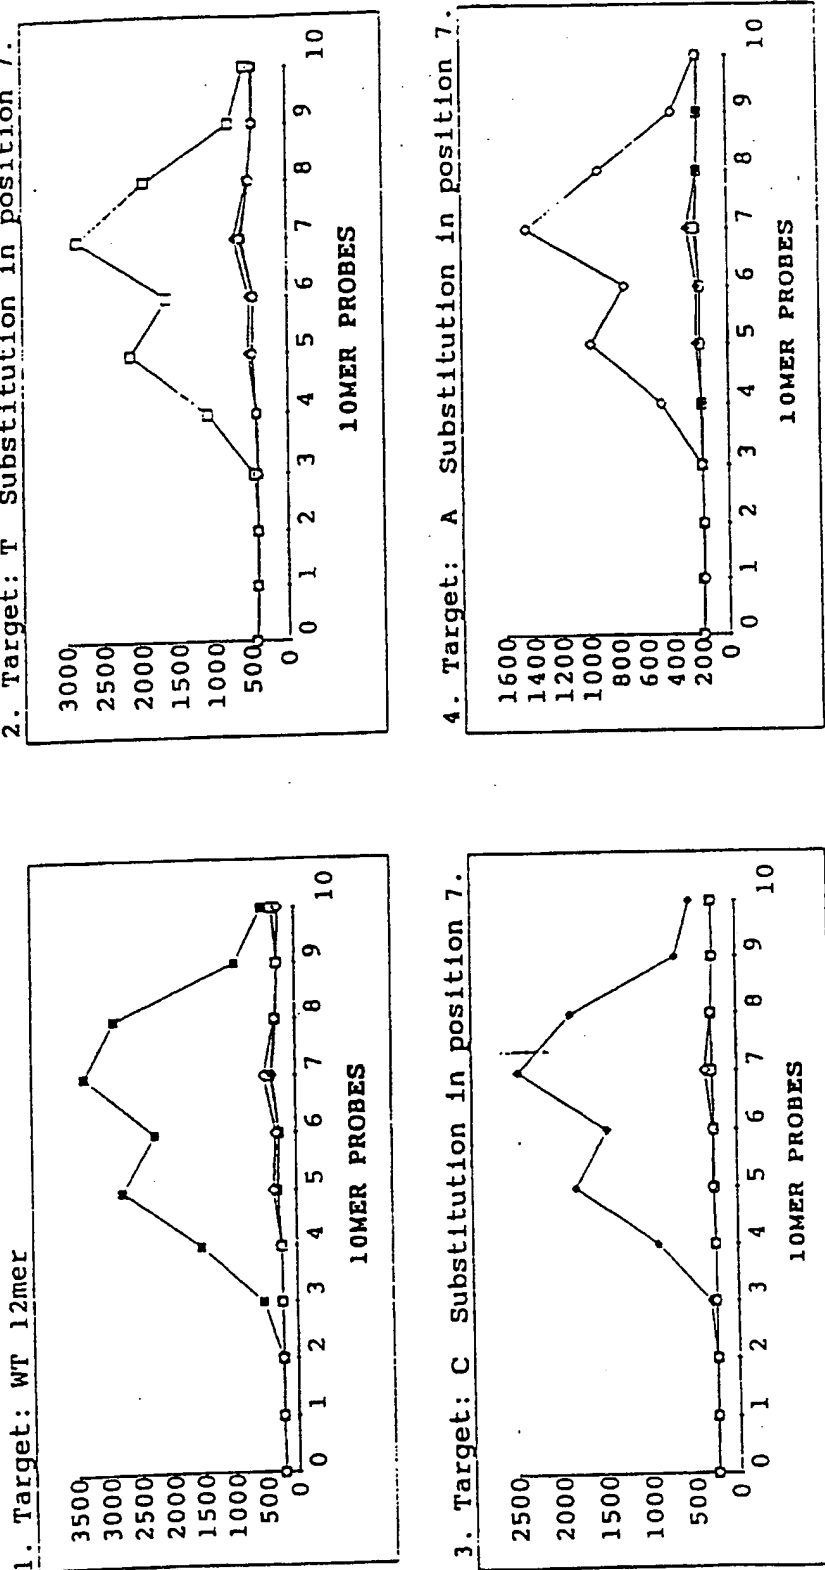 1. Target: WT 12mer
3500
3000
2500
2000
1500
1000
500
0
0 1 2 3 4 5 6 7 8 9 10
10MER PROBES
2. Target: T Substitution in position 7.
3000
2500
2000
1500
1000
500
0
0 1 2 3 4 5 6 7 8 9 10
10MER PROBES
3. Target: C Substitution in position 7.
2500
2000
1500
1000
500
0
0 1 2 3 4 5 6 7 8 9 10
10MER PROBES
4. Target: A Substitution in position 7.
1600
1400
1200
1000
800
600
400
200
0
0 1 2 3 4 5 6 7 8 9 10
10MER PROBES